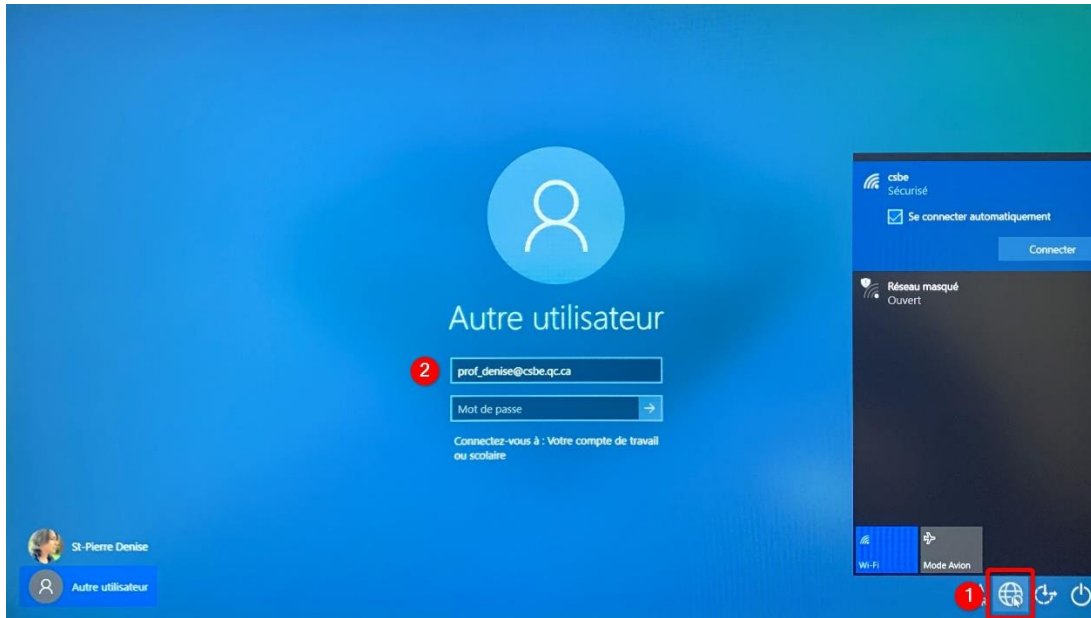 csbe
Sécurisé
Se connecter automatiquement
Connecter
Réseau masqué
Ouvert
Autre utilisateur
2
prof_denise@csbe.qc.ca
Mot de passe
Connectez-vous à : Votre compte de travail
ou scolaire
St-Pierre Denise
Autre utilisateur
Wi-Fi
Mode Avion
1